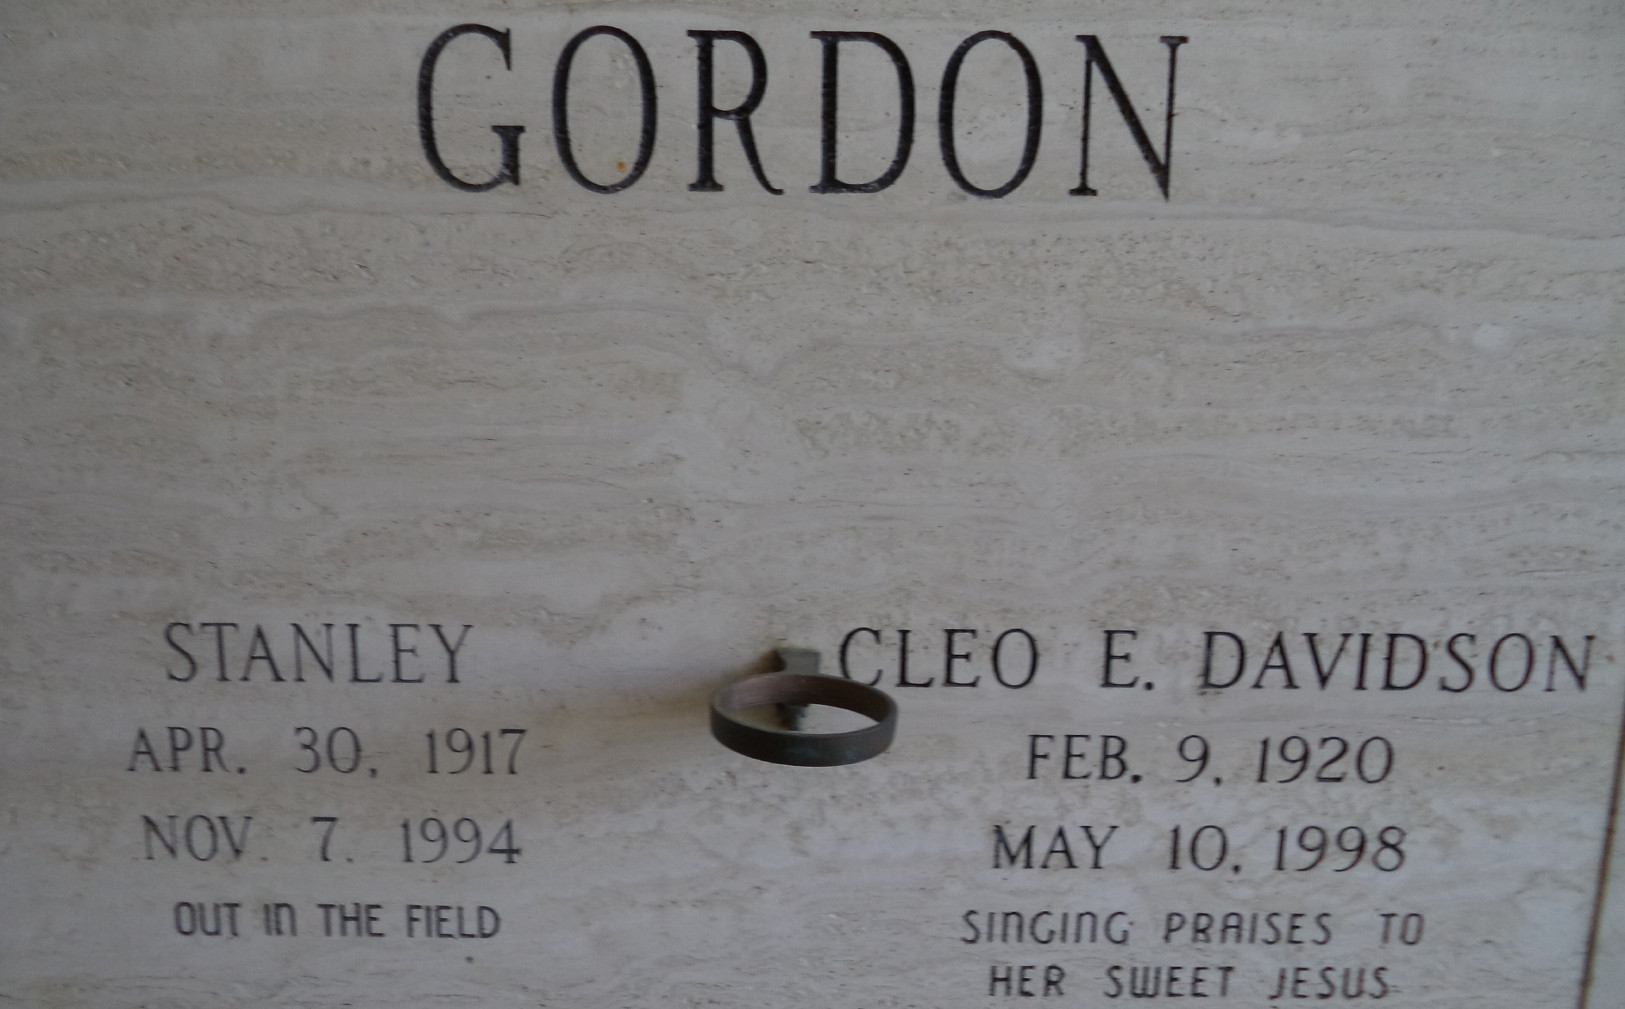 GORDON
STANLEY
APR. 30, 1917
NOV. 7. 1994
OUT IN THE FIELD
CLEO E. DAVIDSON
FEB. 9, 1920
MAY 10, 1998
SINGING PRAISES TO
HER SWEET JESUS